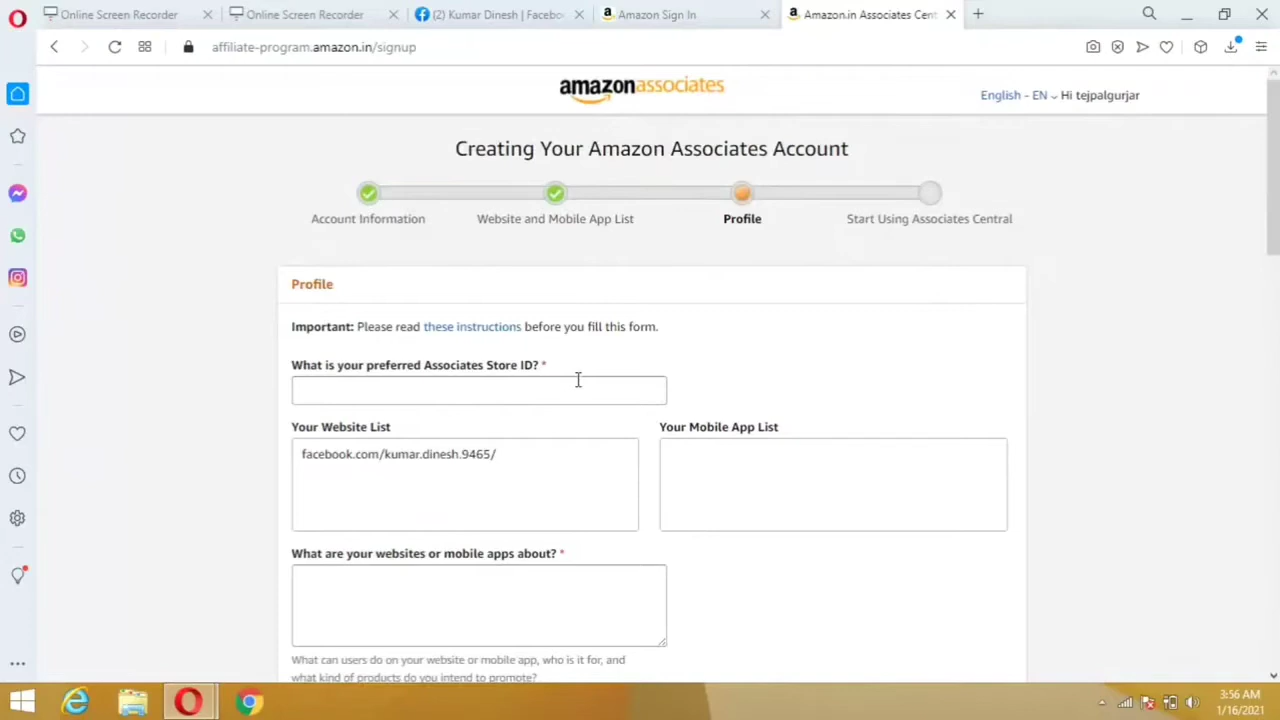 Online Screen Recorder
Online Screen Recorder
(2) Kumar Dinesh | Facebo
Amazon Sign In
Amazon.in Associates Cent
affiliate-program.amazon.in/signup
amazonassociates
English - EN Hi tejpalgurjar
Creating Your Amazon Associates Account
Account Information
Website and Mobile App List
Profile
Start Using Associates Central
Profile
Important: Please read these instructions before you fill this form.
What is your preferred Associates Store ID? *
Your Website List
Your Mobile App List
facebook.com/kumar.dinesh.9465/
What are your websites or mobile apps about? *
What can users do on your website or mobile app, who is it for, and
what kind of products do you intend to promote?
3:56 AM
1/16/2021